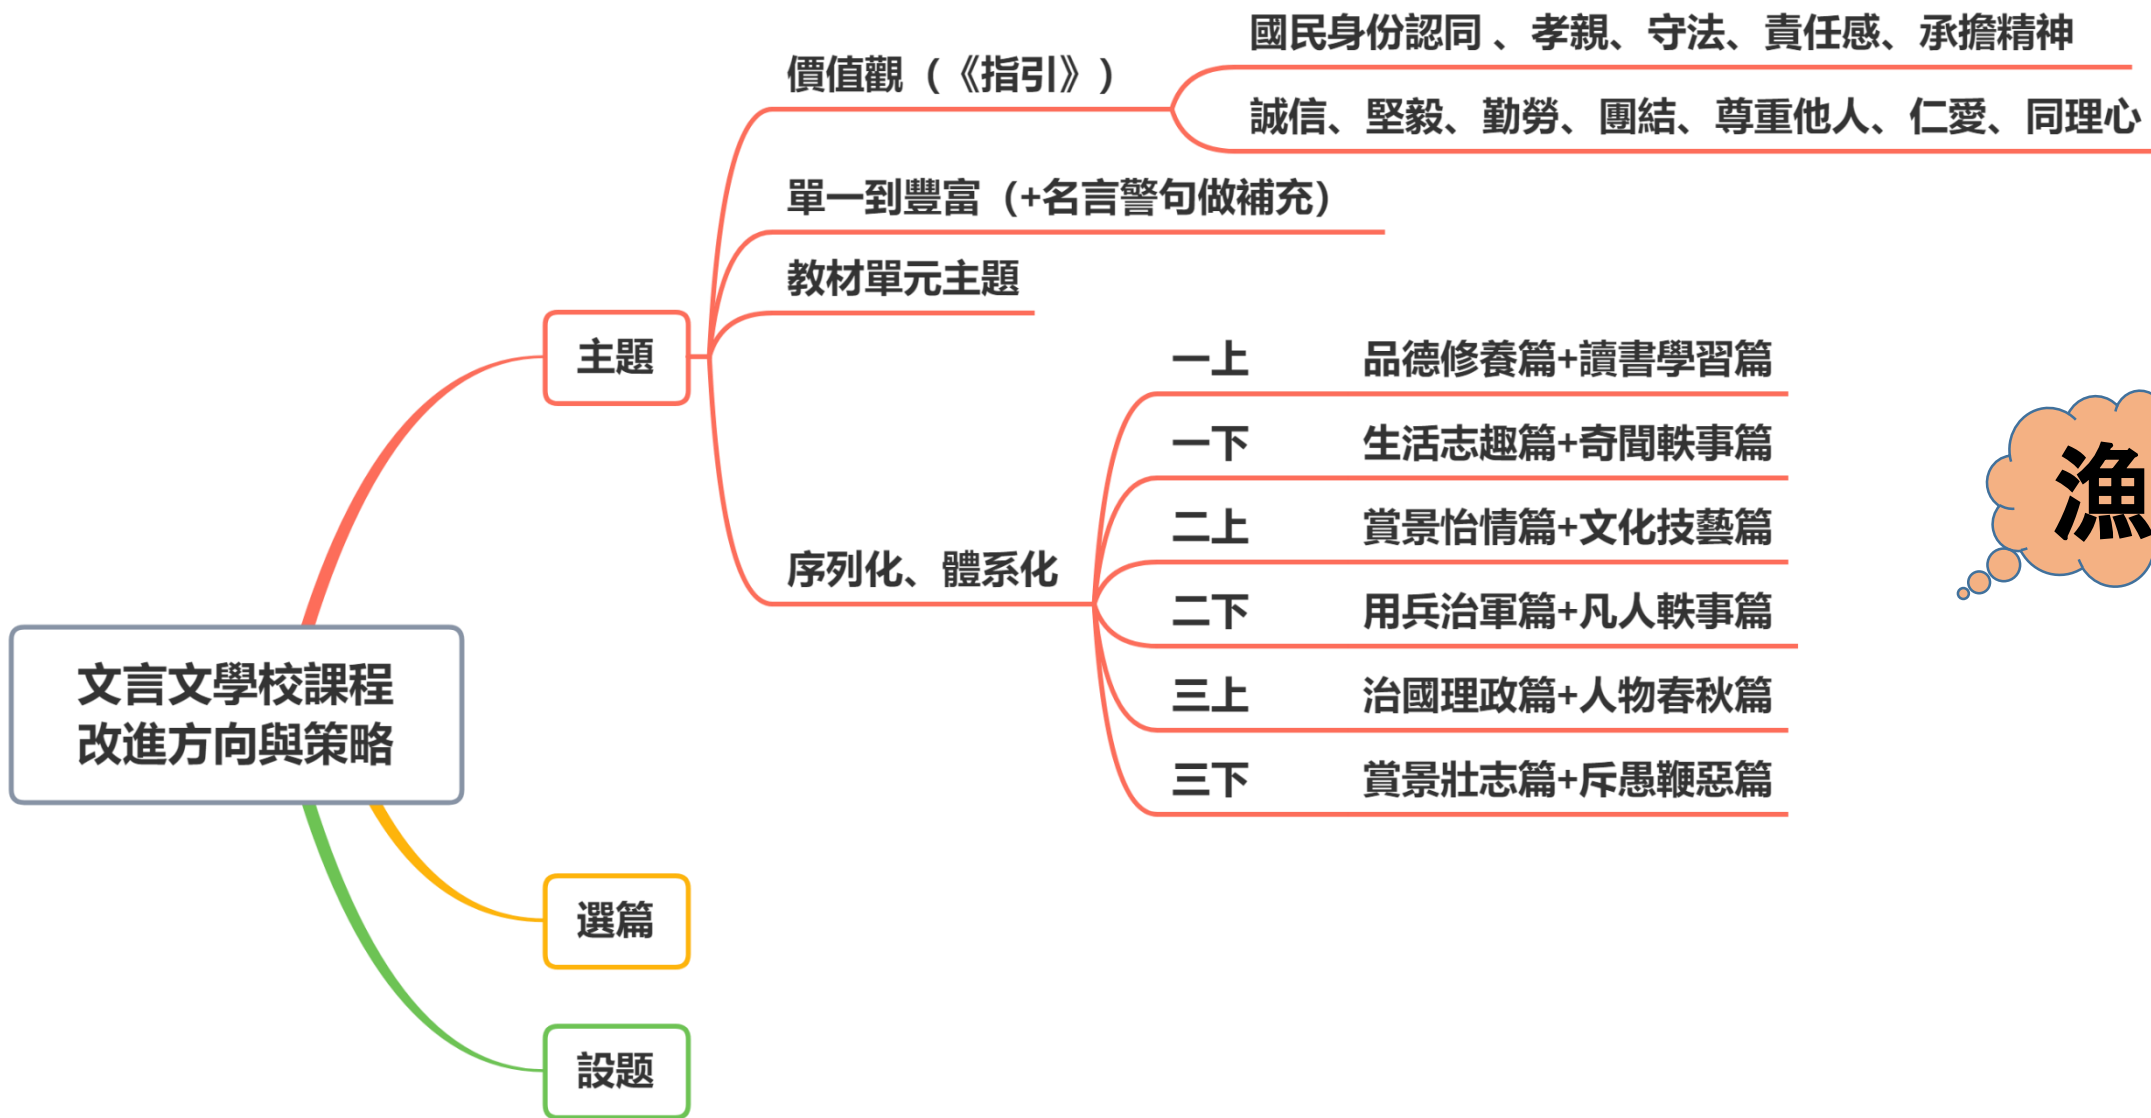 國民身份認同、孝親、守法、責任感、承擔精神
價值觀（《指引》）
誠信、堅毅、勤勞、團結、尊重他人、仁愛、同理心
單一到豐富（+名言警句做補充）
教材單元主題
主題
一上 品德修養篇+讀書學習篇
一下 生活志趣篇+奇聞軼事篇
二上 賞景怡情篇+文化技藝篇
序列化、體系化
二下 用兵治軍篇+凡人軼事篇
三上 治國理政篇+人物春秋篇
三下 賞景壯志篇+斥愚鞭惡篇
漁
文言文學校課程
改進方向與策略
選篇
設题